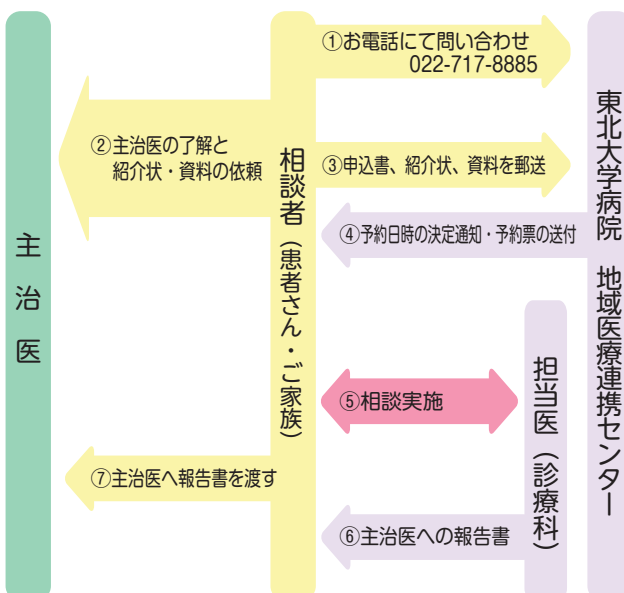 ①お電話にて問い合わせ
022-717-8885
②主治医の了解と
紹介状・資料の依頼
③申込書、紹介状、資料を郵送
④予約日時の決定通知・予約票の送付
⑤相談実施
⑦主治医へ報告書を渡す
⑥主治医への報告書
主治医
相談者(患者さん・ご家族)
担当医(診療科)
東北大学病院 地域医療連携センター